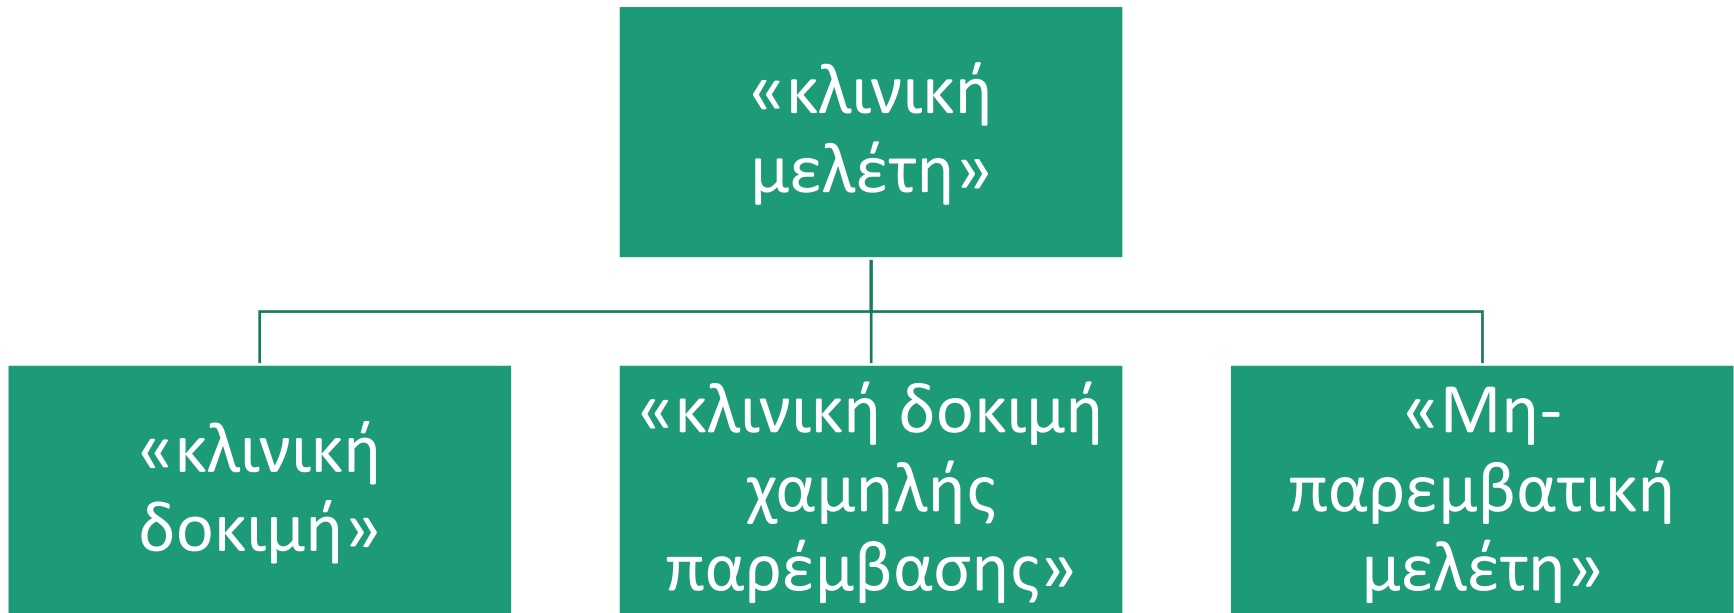 «κλινική
μελέτη»
«κλινική
δοκιμή»
«κλινική δοκιμή
χαμηλής
παρέμβασης»
«Μη-
παρεμβατική
μελέτη»